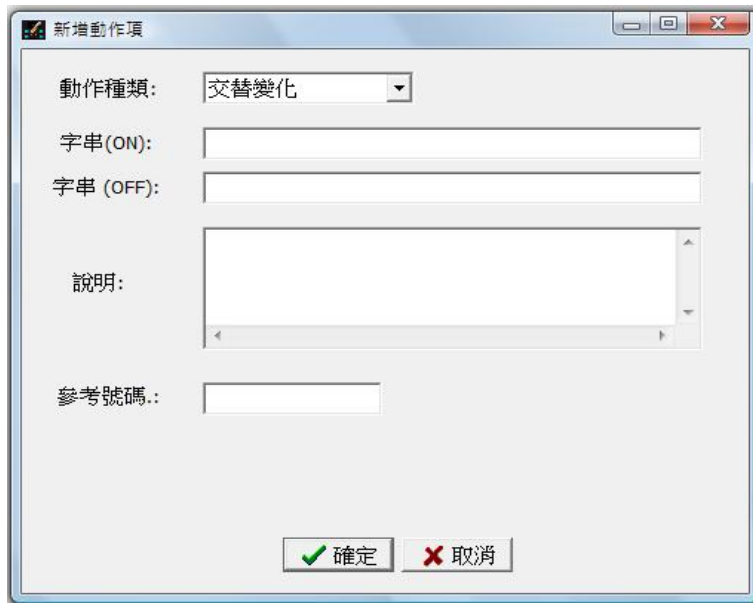 新增動作項
動作種類: 交替變化
字串(ON):
字串 (OFF):
說明:
參考號碼.:
確定 取消